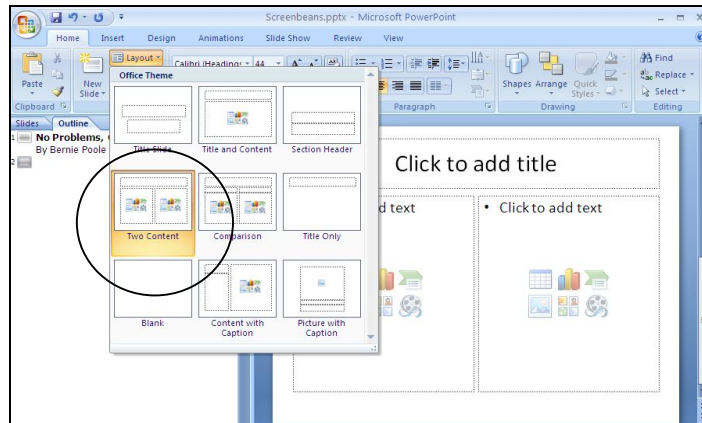 Screenbeans.pptx - Microsoft PowerPoint
Home Insert Design Animations Slide Show Review View
Layout
Calibri (Headings 44
Paste
New
Slide
Shapes Arrange Quick
Styles
Find
Replace
Select
Clipboard Paragraph Drawing Editing
Office Theme
Title Slide Title and Content Section Header
Two Content Comparison Title Only
Blank Content with
Caption Picture with
Caption
Slides Outline
1 No Problems,
By Bernie Poole
2
Click to add title
d text
• Click to add text